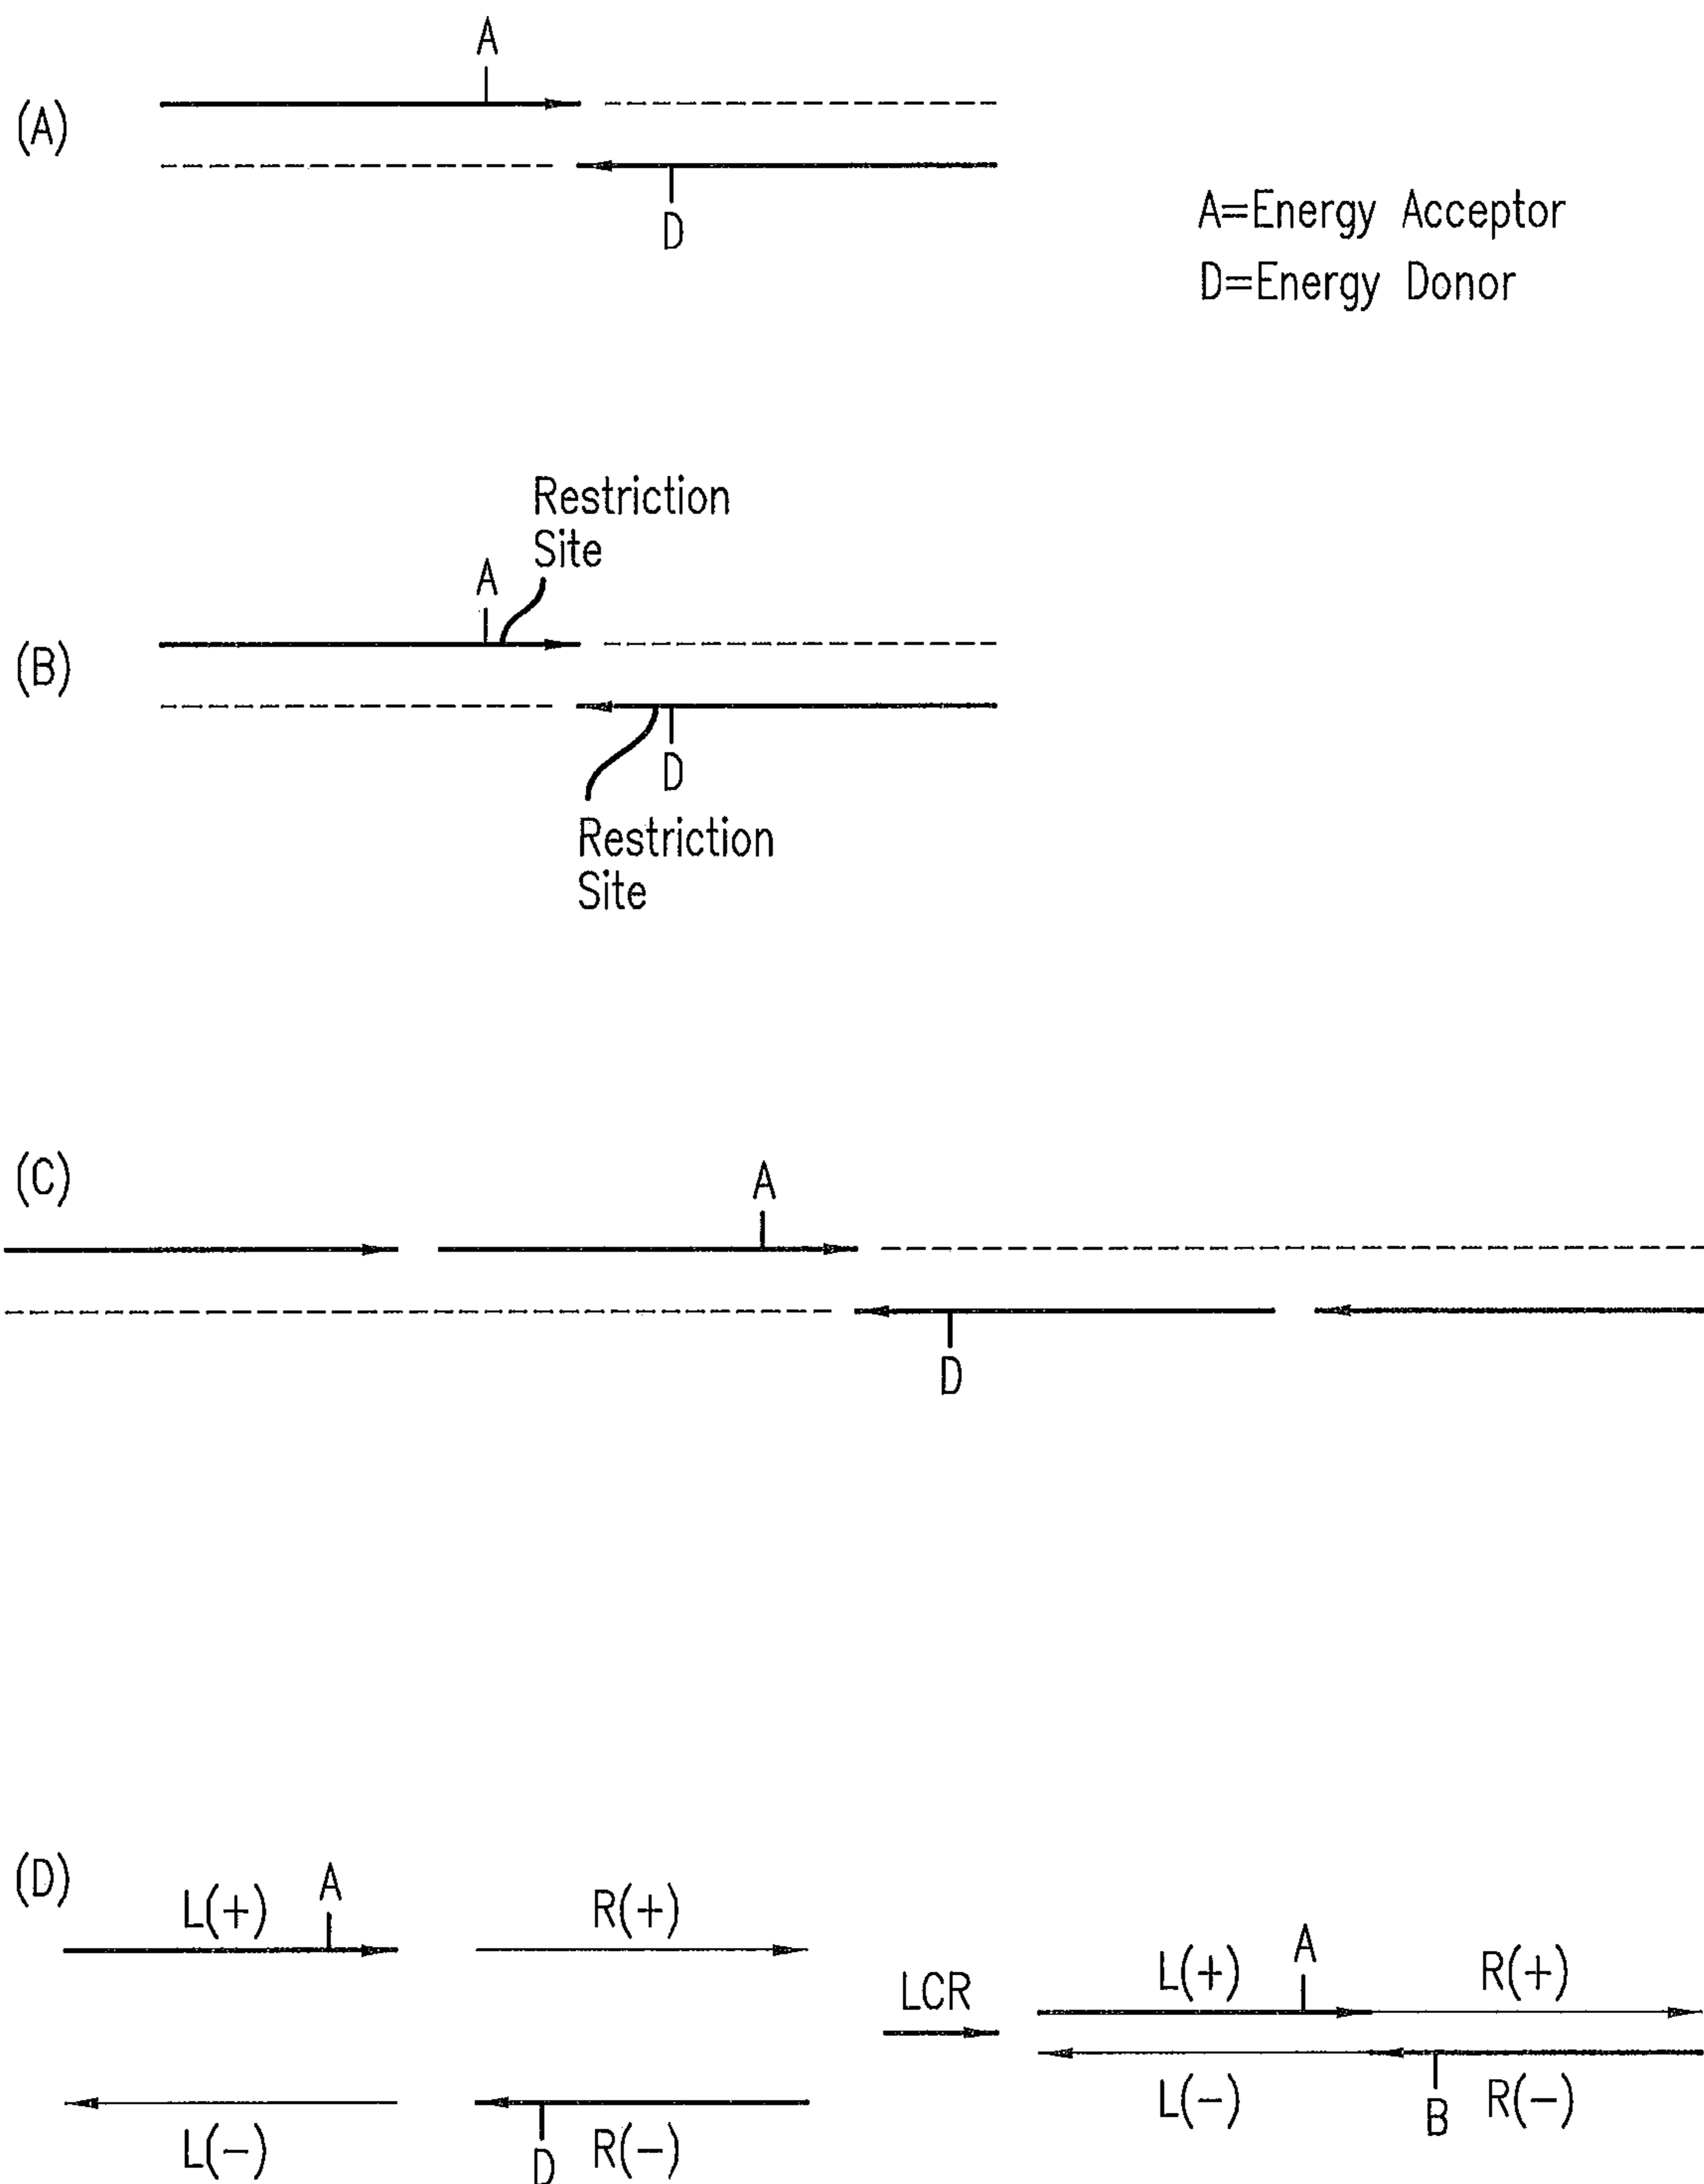 A
(A)
D
A=Energy Acceptor
D=Energy Donor
Restriction
Site
A
(B)
D
Restriction
Site
(C)
A
D
(D)
L(+)
A
R(+)
L(-)
D
R(-)
LCR
L(+)
A
R(+)
L(-)
B
R(-)